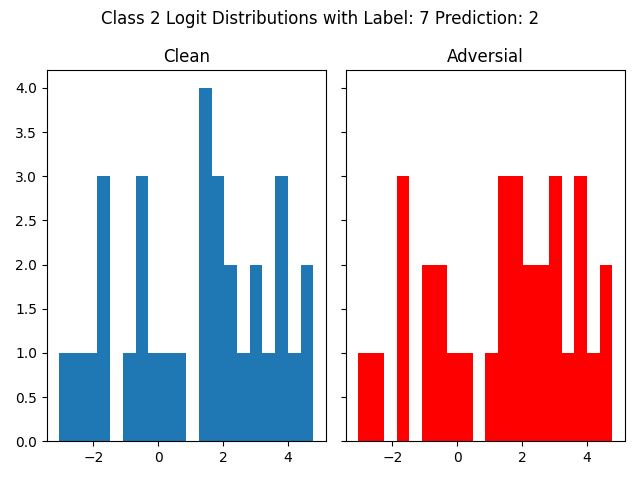 Class 2 Logit Distributions with Label: 7 Prediction: 2
Clean
Adversial
4.0
3.5
3.0
2.5
2.0
1.5
1.0
0.5
0.0
−2 0 2 4
−2 0 2 4